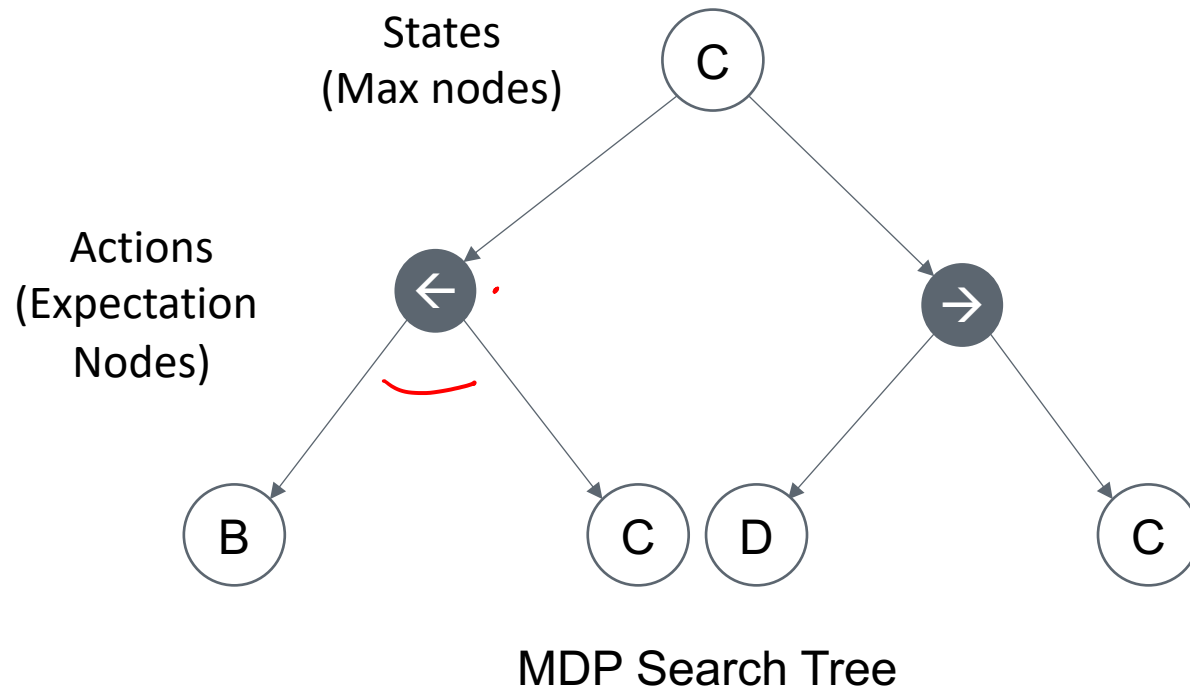 States
(Max nodes)
C
Actions
(Expectation
Nodes)
←
→
B
C
D
C
MDP Search Tree